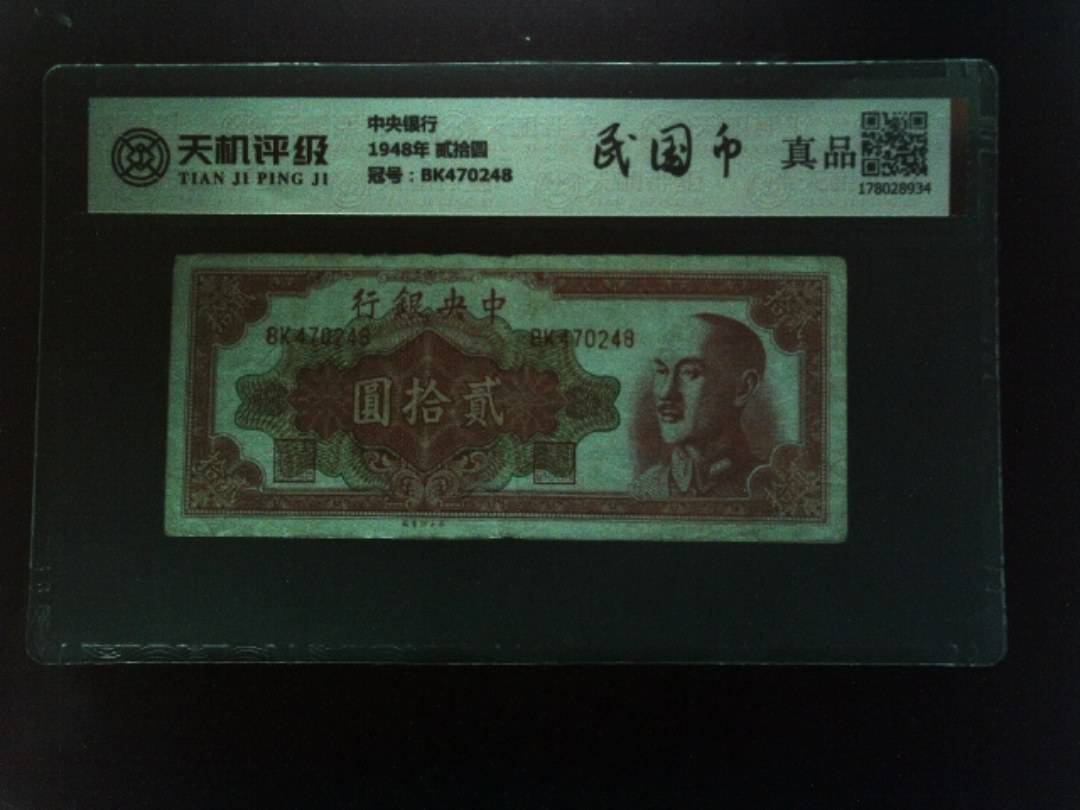 天机评级
TIAN JI PING JI
中央银行
1948年 贰拾圆
冠号：BK470248
民国币
真品
178028934
行銀央中
BK470248
BK470248
圓拾貳